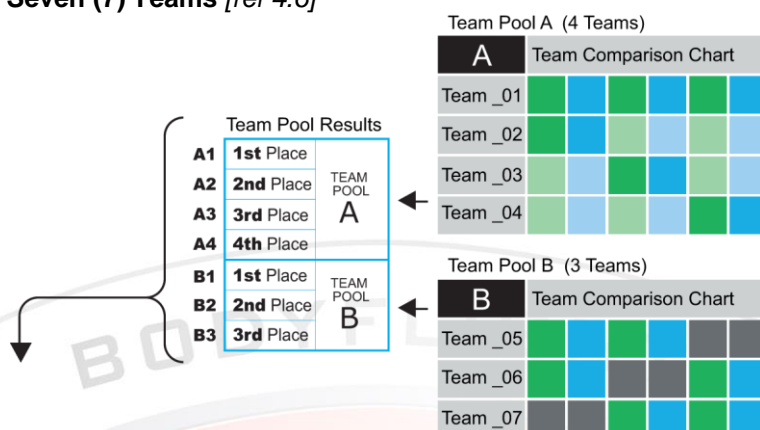 Seven (7) Teams [ref 4.6]
Team Pool A (4 Teams)
A Team Comparison Chart
Team _01
Team _02
Team _03
Team _04
Team Pool Results
A1 1st Place
A2 2nd Place
A3 3rd Place
A4 4th Place
TEAM
POOL
A
B1 1st Place
B2 2nd Place
B3 3rd Place
TEAM
POOL
B
Team Pool B (3 Teams)
B Team Comparison Chart
Team _05
Team _06
Team _07